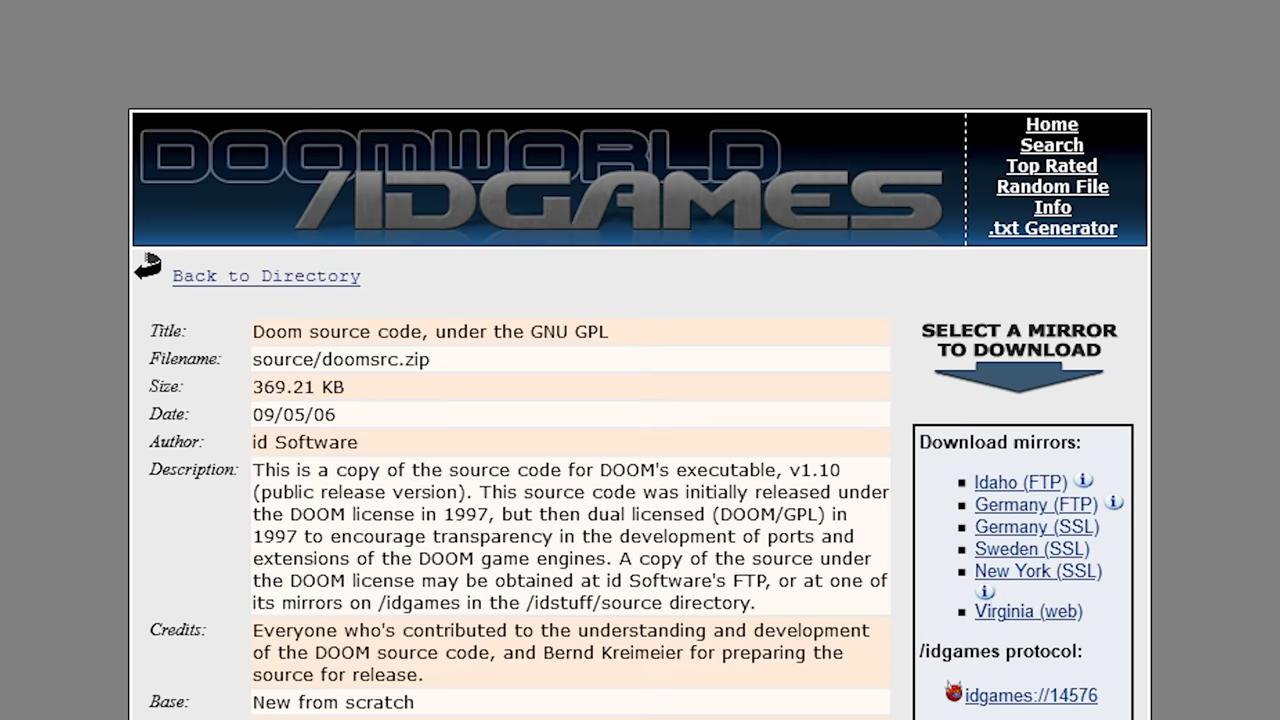 DOOMWORLD
/IDGAMES
Home
Search
Top Rated
Random File
Info
.txt Generator
Back to Directory
Title: Doom source code, under the GNU GPL
Filename: source/doomsrc.zip
Size: 369.21 KB
Date: 09/05/06
Author: id Software
Description: This is a copy of the source code for DOOM's executable, v1.10
(public release version). This source code was initially released under
the DOOM license in 1997, but then dual licensed (DOOM/GPL) in
1997 to encourage transparency in the development of ports and
extensions of the DOOM game engines. A copy of the source under
the DOOM license may be obtained at id Software's FTP, or at one of
its mirrors on /idgames in the /idstuff/source directory.
Credits: Everyone who's contributed to the understanding and development
of the DOOM source code, and Bernd Kreimeier for preparing the
source for release.
Base: New from scratch
SELECT A MIRROR
TO DOWNLOAD
Download mirrors:
Idaho (FTP)
Germany (FTP)
Germany (SSL)
Sweden (SSL)
New York (SSL)
Virginia (web)
/idgames protocol:
idgames://14576